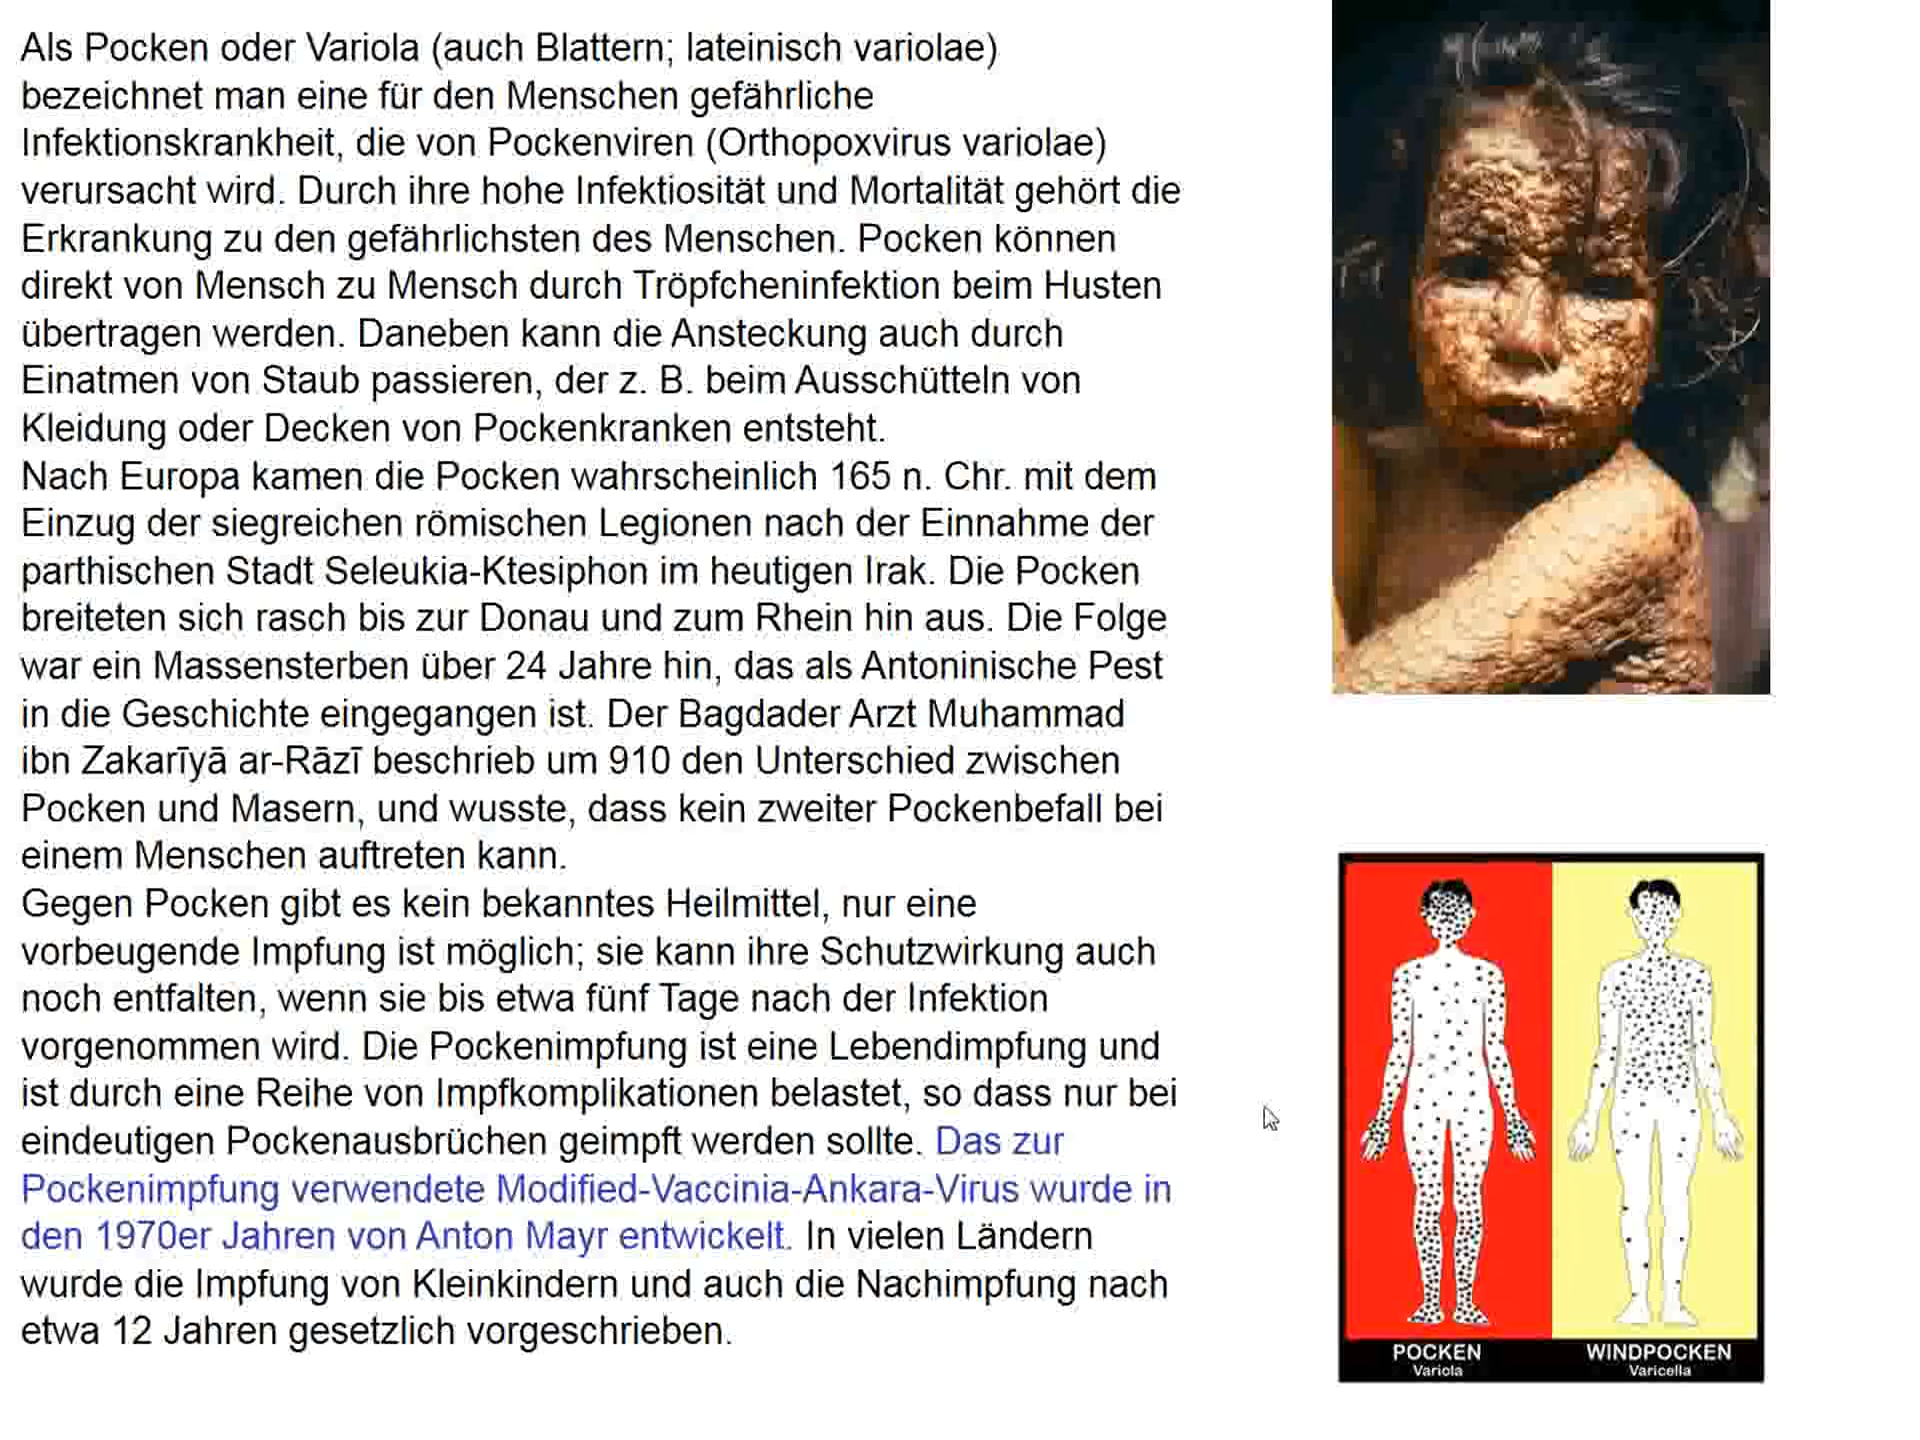 Als Pocken oder Variola (auch Blattern; lateinisch variolae)
bezeichnet man eine für den Menschen gefährliche
Infektionskrankheit, die von Pockenviren (Orthopoxvirus variolae)
verursacht wird. Durch ihre hohe Infektiosität und Mortalität gehört die
Erkrankung zu den gefährlichsten des Menschen. Pocken können
direkt von Mensch zu Mensch durch Tröpfcheninfektion beim Husten
übertragen werden. Daneben kann die Ansteckung auch durch
Einatmen von Staub passieren, der z. B. beim Ausschütteln von
Kleidung oder Decken von Pockenkranken entsteht.
Nach Europa kamen die Pocken wahrscheinlich 165 n. Chr. mit dem
Einzug der siegreichen römischen Legionen nach der Einnahme der
parthischen Stadt Seleukia-Ktesiphon im heutigen Irak. Die Pocken
breiteten sich rasch bis zur Donau und zum Rhein hin aus. Die Folge
war ein Massensterben über 24 Jahre hin, das als Antoninische Pest
in die Geschichte eingegangen ist. Der Bagdader Arzt Muhammad
ibn Zakarīyā ar-Rāzī beschrieb um 910 den Unterschied zwischen
Pocken und Masern, und wusste, dass kein zweiter Pockenbefall bei
einem Menschen auftreten kann.
Gegen Pocken gibt es kein bekanntes Heilmittel, nur eine
vorbeugende Impfung ist möglich; sie kann ihre Schutzwirkung auch
noch entfalten, wenn sie bis etwa fünf Tage nach der Infektion
vorgenommen wird. Die Pockenimpfung ist eine Lebendimpfung und
ist durch eine Reihe von Impfkomplikationen belastet, so dass nur bei
eindeutigen Pockenausbrüchen geimpft werden sollte. Das zur
Pockenimpfung verwendete Modified-Vaccinia-Ankara-Virus wurde in
den 1970er Jahren von Anton Mayr entwickelt. In vielen Ländern
wurde die Impfung von Kleinkindern und auch die Nachimpfung nach
etwa 12 Jahren gesetzlich vorgeschrieben.
POCKEN
Variola
WINDPOCKEN
Varicella